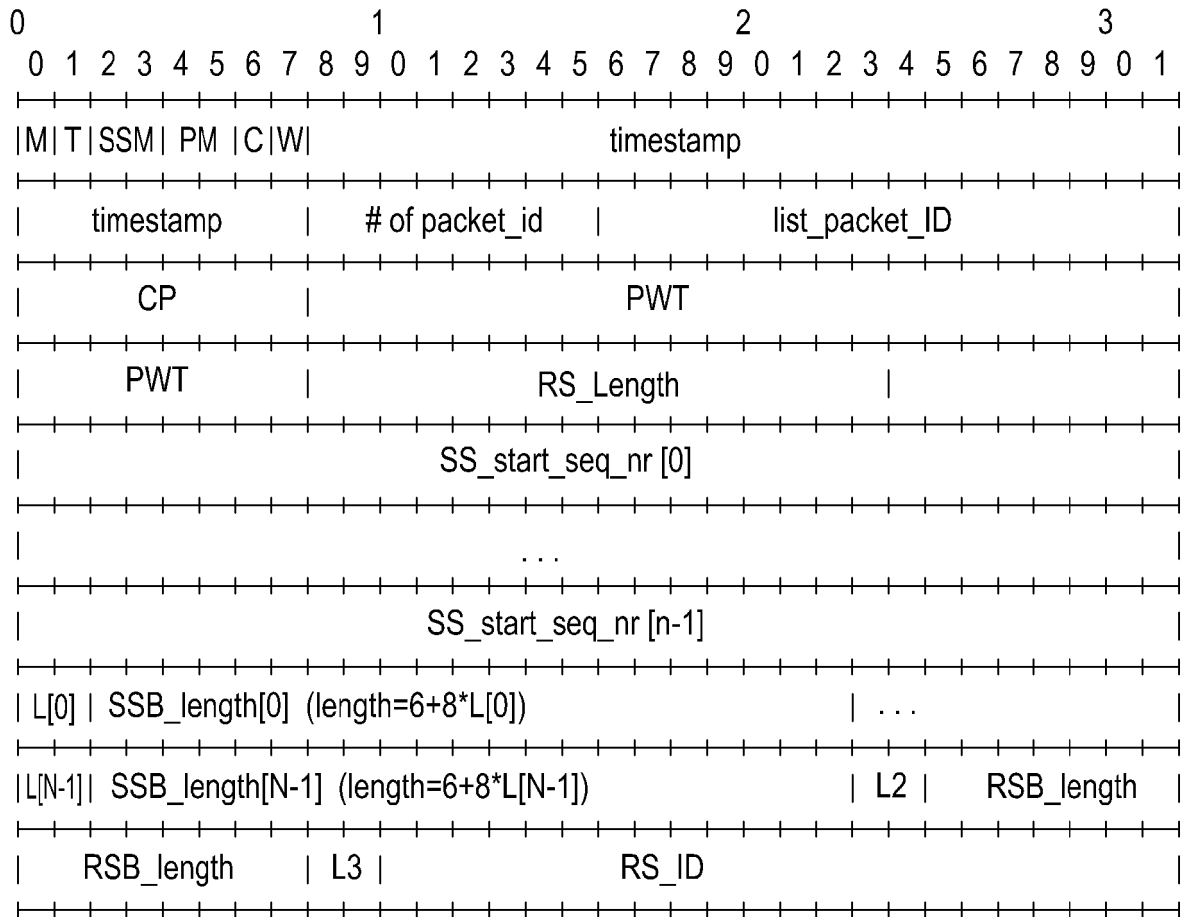 0 1 2 3
0 1 2 3 4 5 6 7 8 9 0 1 2 3 4 5 6 7 8 9 0 1 2 3 4 5 6 7 8 9 0 1
|M|T|SSM| PM |C|W| timestamp |
| timestamp | # of packet_id | list_packet_ID |
| CP | PWT |
| PWT | RS_Length | |
| SS_start_seq_nr [0] |
| . . . |
| SS_start_seq_nr [n-1] |
| L[0] | SSB_length[0] (length=6+8*L[0]) | . . . |
|L[N-1]| SSB_length[N-1] (length=6+8*L[N-1]) | L2 | RSB_length |
| RSB_length | L3 | RS_ID |